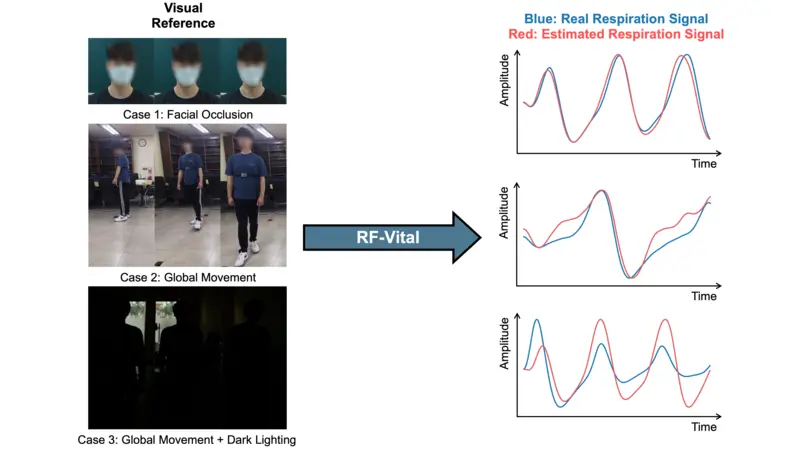 Visual
Reference
Case 1: Facial Occlusion
Case 2: Global Movement
Case 3: Global Movement + Dark Lighting
RF-Vital
Blue: Real Respiration Signal
Red: Estimated Respiration Signal
Amplitude
Time
Amplitude
Time
Amplitude
Time